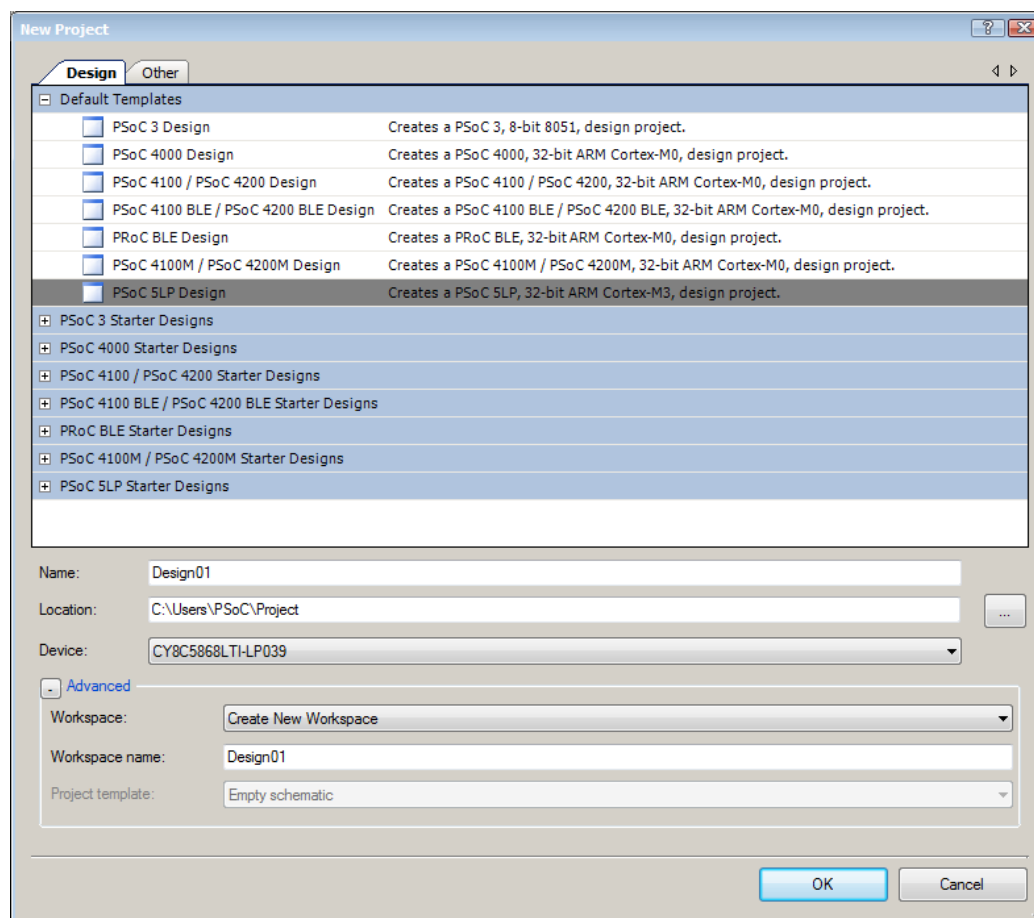 New Project
Design Other
Default Templates
PSoC 3 Design Creates a PSoC 3, 8-bit 8051, design project.
PSoC 4000 Design Creates a PSoC 4000, 32-bit ARM Cortex-M0, design project.
PSoC 4100 / PSoC 4200 Design Creates a PSoC 4100 / PSoC 4200, 32-bit ARM Cortex-M0, design project.
PSoC 4100 BLE / PSoC 4200 BLE Design Creates a PSoC 4100 BLE / PSoC 4200 BLE, 32-bit ARM Cortex-M0, design project.
PRoC BLE Design Creates a PRoC BLE, 32-bit ARM Cortex-M0, design project.
PSoC 4100M / PSoC 4200M Design Creates a PSoC 4100M / PSoC 4200M, 32-bit ARM Cortex-M0, design project.
PSoC 5LP Design Creates a PSoC 5LP, 32-bit ARM Cortex-M3, design project.
PSoC 3 Starter Designs
PSoC 4000 Starter Designs
PSoC 4100 / PSoC 4200 Starter Designs
PSoC 4100 BLE / PSoC 4200 BLE Starter Designs
PRoC BLE Starter Designs
PSoC 4100M / PSoC 4200M Starter Designs
PSoC 5LP Starter Designs
Name: Design01
Location: C:\Users\PSoC\Project ...
Device: CY8C5868LTI-LP039
Advanced
Workspace: Create New Workspace
Workspace name: Design01
Project template: Empty schematic
OK Cancel